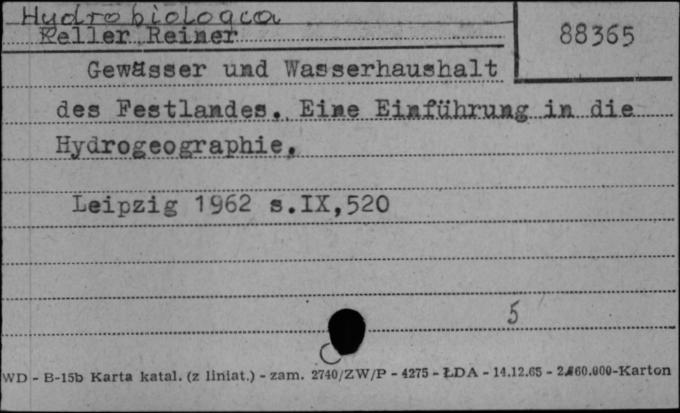 Hydrobiologia
Keller Reiner
88365
Gewässer und Wasserhaushalt
des Festlandes. Eine Einführung in die
Hydrogeographie.
Leipzig 1962 s.IX,520
5
WD - B-15b Karta katal. (z liniat.) - zam. 2740/ZW/P - 4275 - ŁDA - 14.12.65 - 2.160.000-Karton